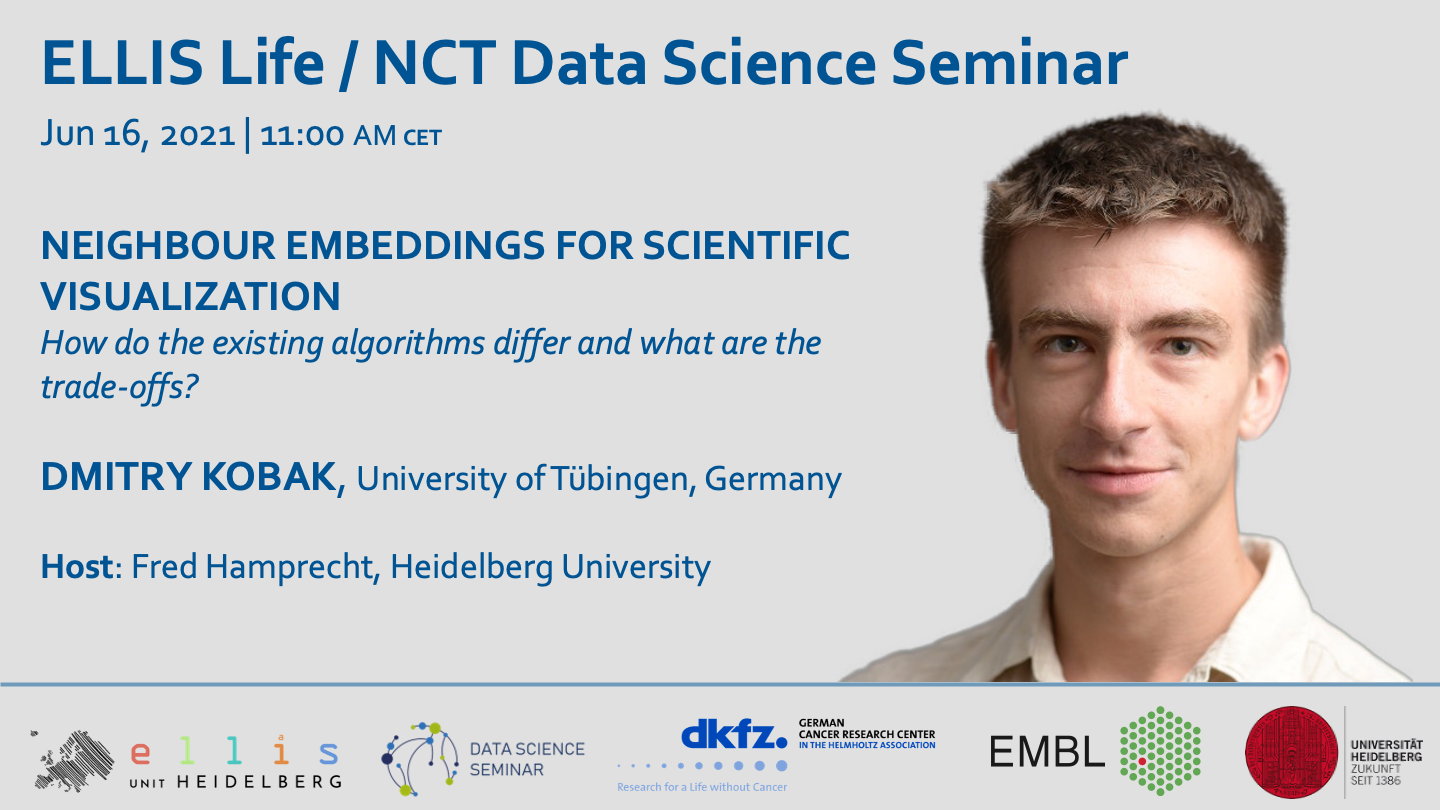 ELLIS Life / NCT Data Science Seminar
Jun 16, 2021 | 11:00 AM CET
NEIGHBOUR EMBEDDINGS FOR SCIENTIFIC
VISUALIZATION
How do the existing algorithms differ and what are the
trade-offs?
DMITRY KOBAK, University of Tübingen, Germany
Host: Fred Hamprecht, Heidelberg University
ellis
a
UNIT HEIDELBERG
DATA SCIENCE
SEMINAR
dkfz.
GERMAN
CANCER RESEARCH CENTER
IN THE HELMHOLTZ ASSOCIATION
Research for a Life without Cancer
EMBL
UNIVERSITÄT
HEIDELBERG
ZUKUNFT
SEIT 1386